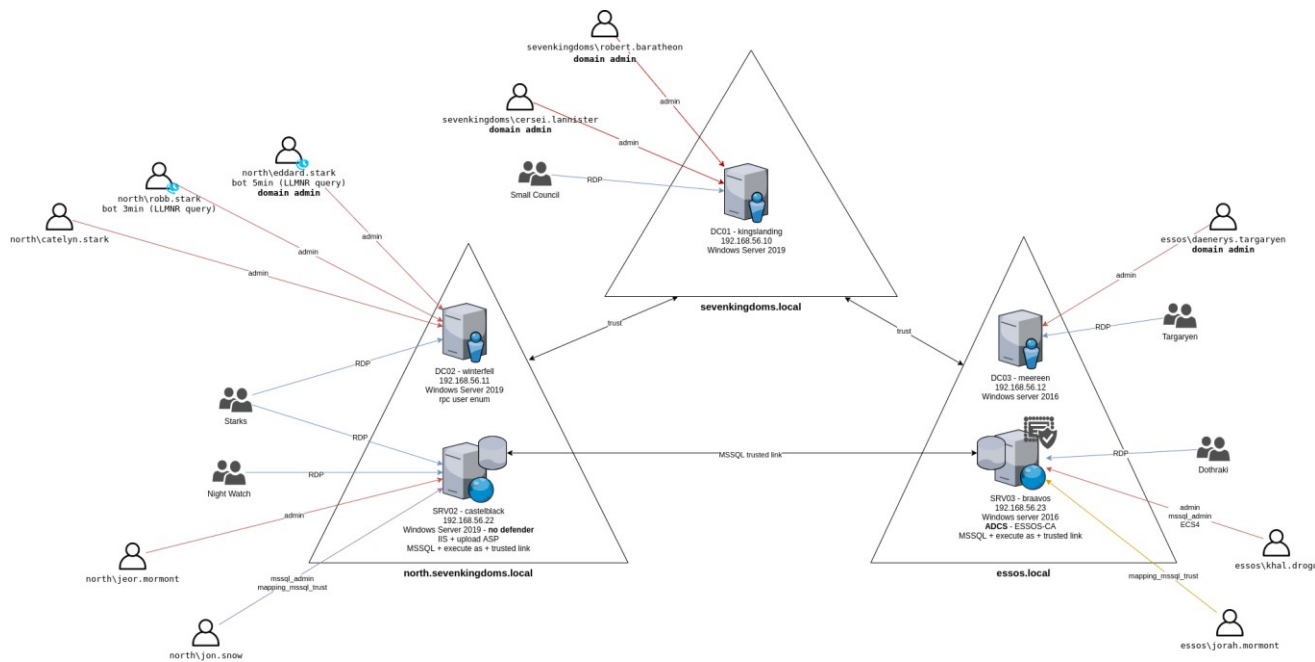 sevenkingdoms\robert.baratheon
domain admin
admin
sevenkingdoms\cersei.lannister
domain admin
admin
Small Council
RDP
DC01 - kingslanding
192.168.56.10
Windows Server 2019
sevenkingdoms.local
north\eddard.stark
bot 5min (LLMNR query)
domain admin
admin
north\robb.stark
bot 3min (LLMNR query)
admin
north\catelyn.stark
admin
trust
trust
DC02 - winterfell
192.168.56.11
Windows Server 2019
rpc user enum
RDP
Starks
RDP
Night Watch
RDP
SRV02 - castelblack
192.168.56.22
Windows Server 2019 - no defender
IIS + upload ASP
MSSQL + execute as + trusted link
north.sevenkingdoms.local
admin
north\jeor.mormont
mssql_admin
mapping_mssql_trust
north\jon.snow
MSSQL trusted link
essos\daenerys.targaryen
domain admin
admin
Targaryen
RDP
DC03 - meereen
192.168.56.12
Windows server 2016
RDP
Dothraki
SRV03 - braavos
192.168.56.23
Windows server 2016
ADCS - ESSOS-CA
MSSQL + execute as + trusted link
essos.local
admin
mssql_admin
ECS4
essos\khal.drogo
mapping_mssql_trust
essos\jorah.mormont